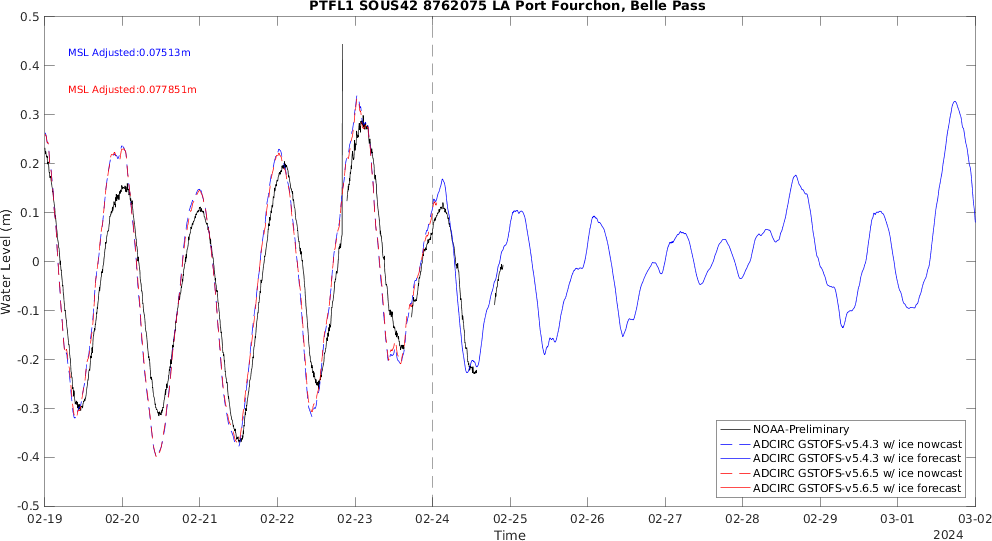 PTFL1 SOUS42 8762075 LA Port Fourchon, Belle Pass
MSL Adjusted:0.07513m
MSL Adjusted:0.077851m
Water Level (m)
0.5
0.4
0.3
0.2
0.1
0
-0.1
-0.2
-0.3
-0.4
-0.5
NOAA-Preliminary
ADCIRC GSTOFS-v5.4.3 w/ ice nowcast
ADCIRC GSTOFS-v5.4.3 w/ ice forecast
ADCIRC GSTOFS-v5.6.5 w/ ice nowcast
ADCIRC GSTOFS-v5.6.5 w/ ice forecast
02-19 02-20 02-21 02-22 02-23 02-24 02-25 02-26 02-27 02-28 02-29 03-01 03-02
Time
2024